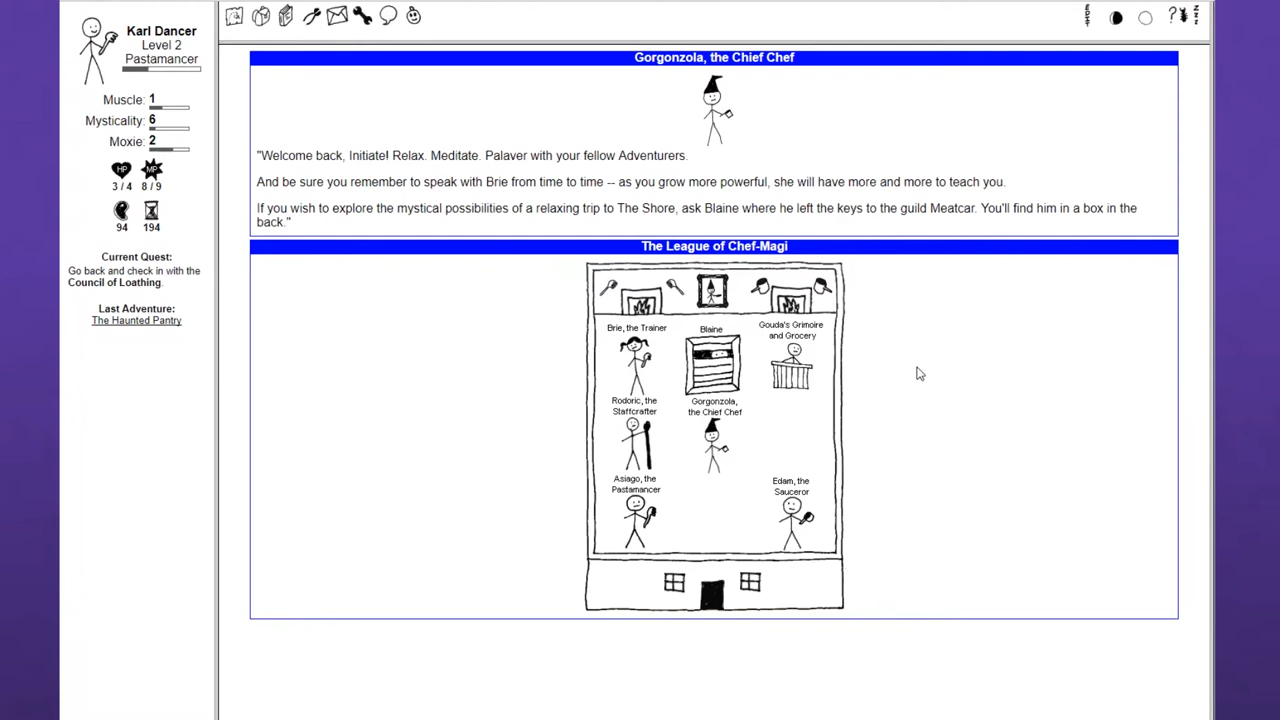 Karl Dancer
Level 2
Pastamancer
Muscle: 1
Mysticality: 6
Moxie: 2
HP MP
3 / 4 8 / 9
94 194
Current Quest:
Go back and check in with the
Council of Loathing.
Last Adventure:
The Haunted Pantry
EDIT
?
ZZZ
Gorgonzola, the Chief Chef
"Welcome back, Initiate! Relax. Meditate. Palaver with your fellow Adventurers.
And be sure you remember to speak with Brie from time to time -- as you grow more powerful, she will have more and more to teach you.
If you wish to explore the mystical possibilities of a relaxing trip to The Shore, ask Blaine where he left the keys to the guild Meatcar. You'll find him in a box in the
back."
The League of Chef-Magi
Brie, the Trainer
Blaine
Gouda's Grimoire
and Grocery
Rodoric, the
Staffcrafter
Gorgonzola,
the Chief Chef
Asiago, the
Pastamancer
Edam, the
Sauceror